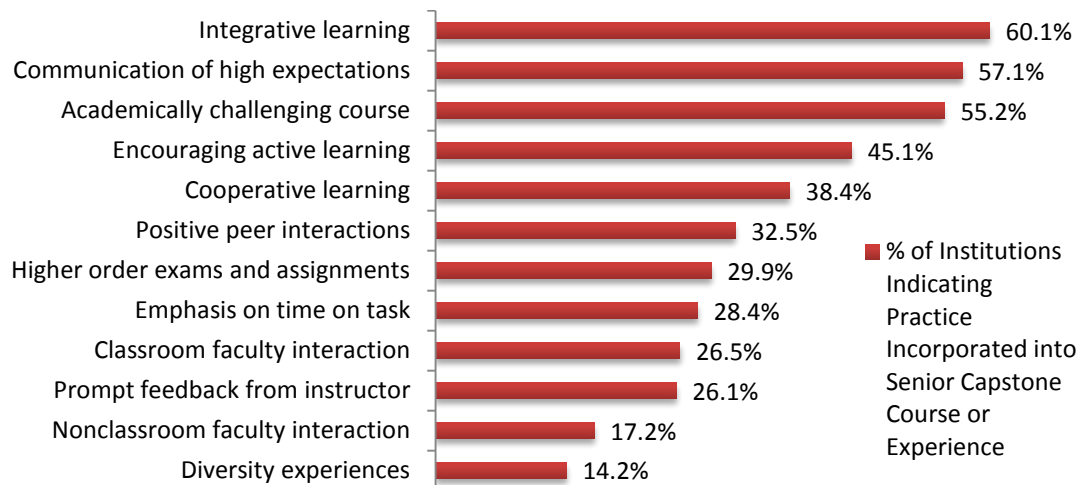 Integrative learning 60.1%
Communication of high expectations 57.1%
Academically challenging course 55.2%
Encouraging active learning 45.1%
Cooperative learning 38.4%
Positive peer interactions 32.5%
Higher order exams and assignments 29.9%
Emphasis on time on task 28.4%
Classroom faculty interaction 26.5%
Prompt feedback from instructor 26.1%
Nonclassroom faculty interaction 17.2%
Diversity experiences 14.2%
% of Institutions
Indicating
Practice
Incorporated into
Senior Capstone
Course or
Experience